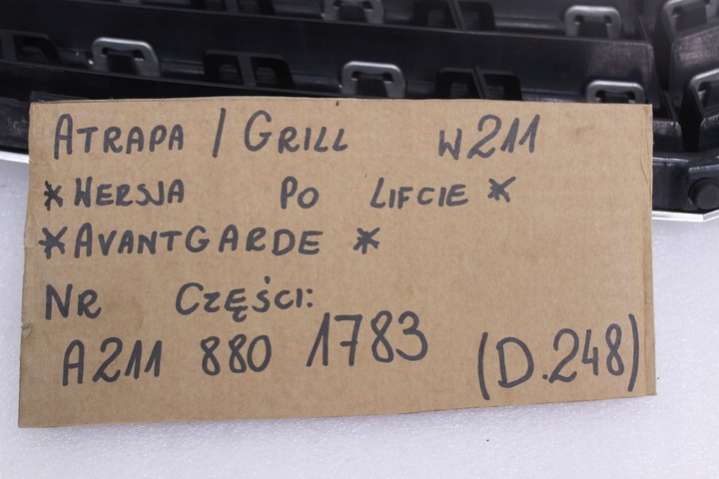 ATRAPA / GRILL W211
*WERSJA PO LIFCIE *
*AVANTGARDE *
NR CZĘŚCI:
A211 880 1783 (D.248)